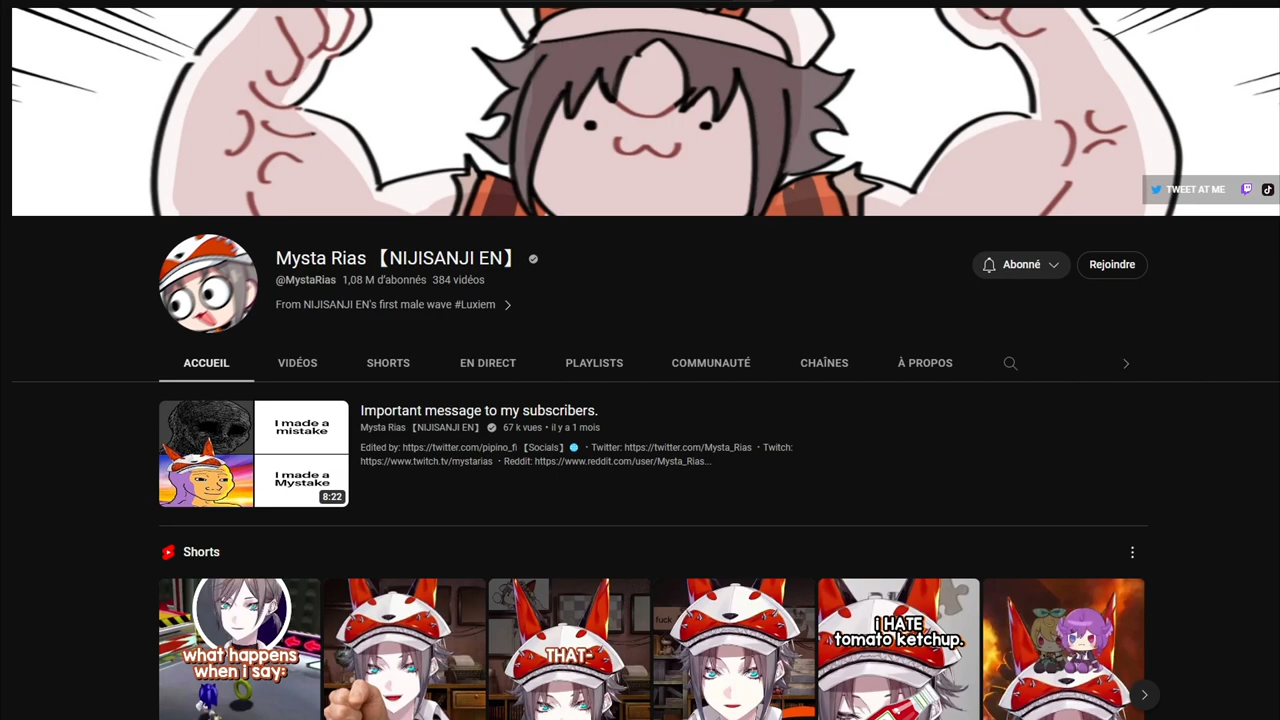 TWEET AT ME
Mysta Rias 【NIJISANJI EN】
@MystaRias 1,08 M d'abonnés 384 vidéos
From NIJISANJI EN's first male wave #Luxiem
Abonné
Rejoindre
ACCUEIL VIDÉOS SHORTS EN DIRECT PLAYLISTS COMMUNAUTÉ CHAÎNES À PROPOS
I made a
mistake
I made a
Mystake
8:22
Important message to my subscribers.
Mysta Rias 【NIJISANJI EN】 67 k vues • il y a 1 mois
Edited by: https://twitter.com/pipino_fi 【Socials】 ・Twitter: https://twitter.com/Mysta_Rias ・Twitch:
https://www.twitch.tv/mystarias ・Reddit: https://www.reddit.com/user/Mysta_Rias...
Shorts
what happens
when i say:
THAT-
fuck
i HATE
tomato ketchup.